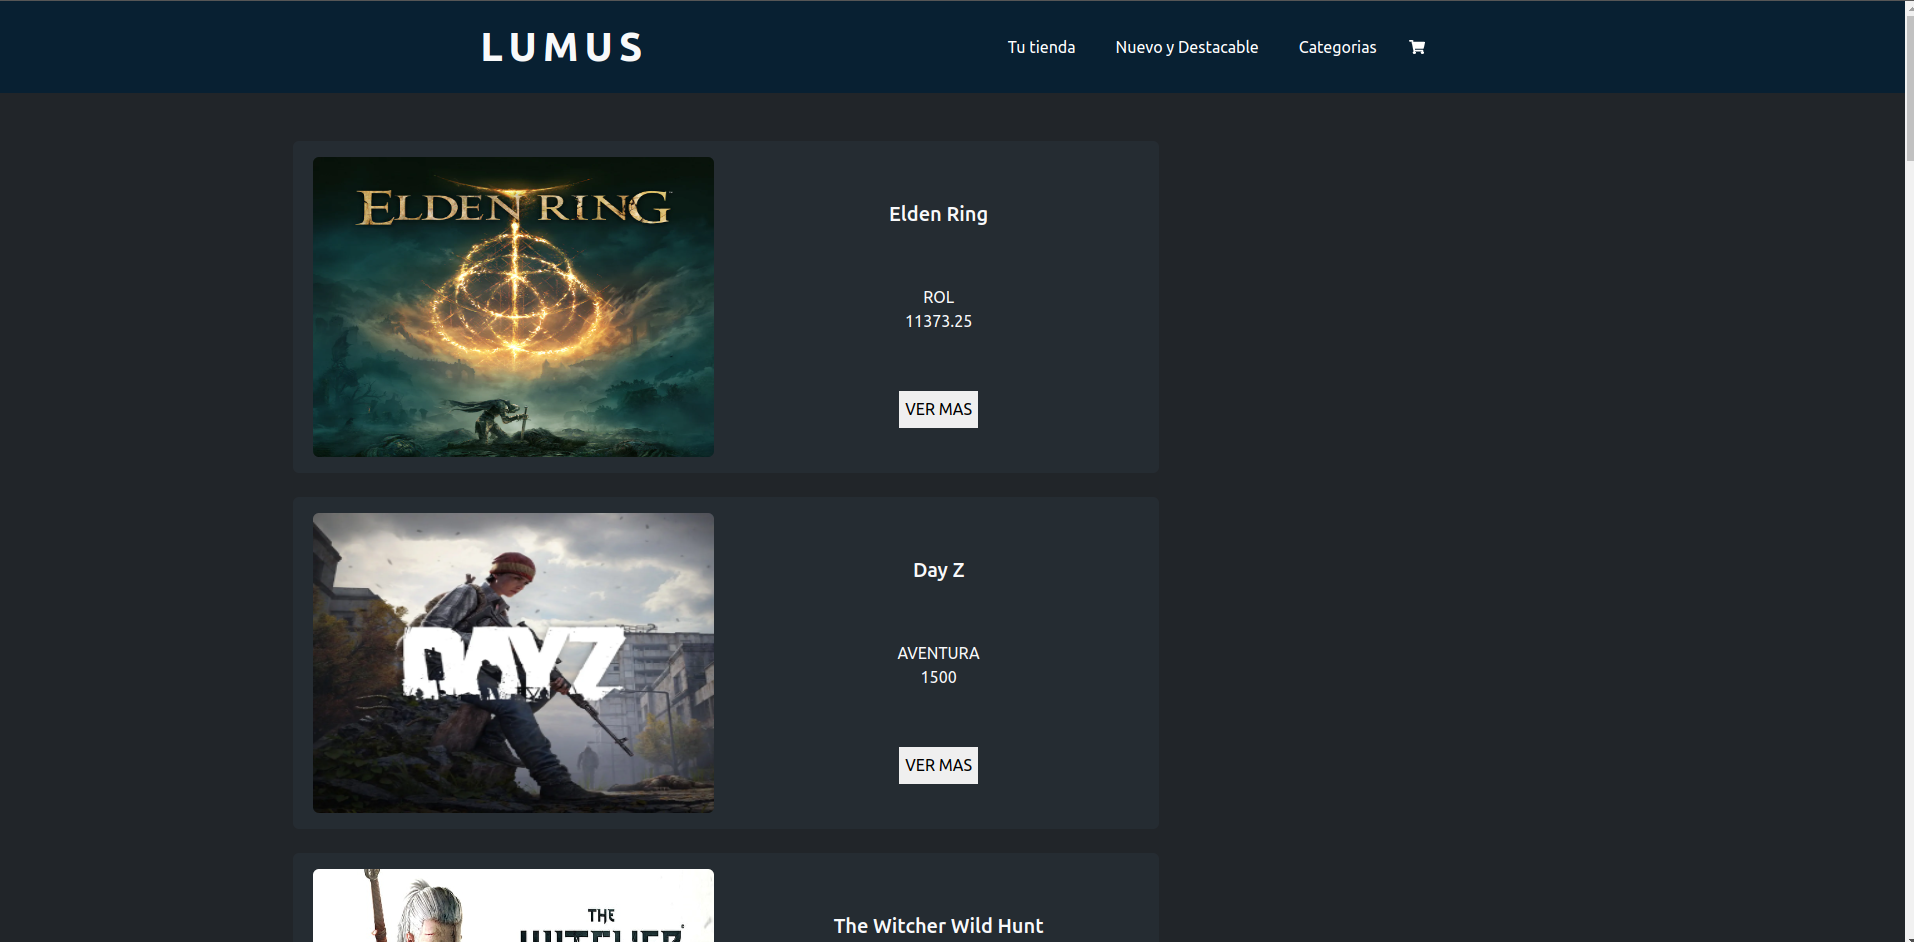 LUMUS
Tu tienda
Nuevo y Destacable
Categorias
ELDEN RING
Elden Ring
ROL
11373.25
VER MAS
DAYZ
Day Z
AVENTURA
1500
VER MAS
THE
WITCHER
The Witcher Wild Hunt